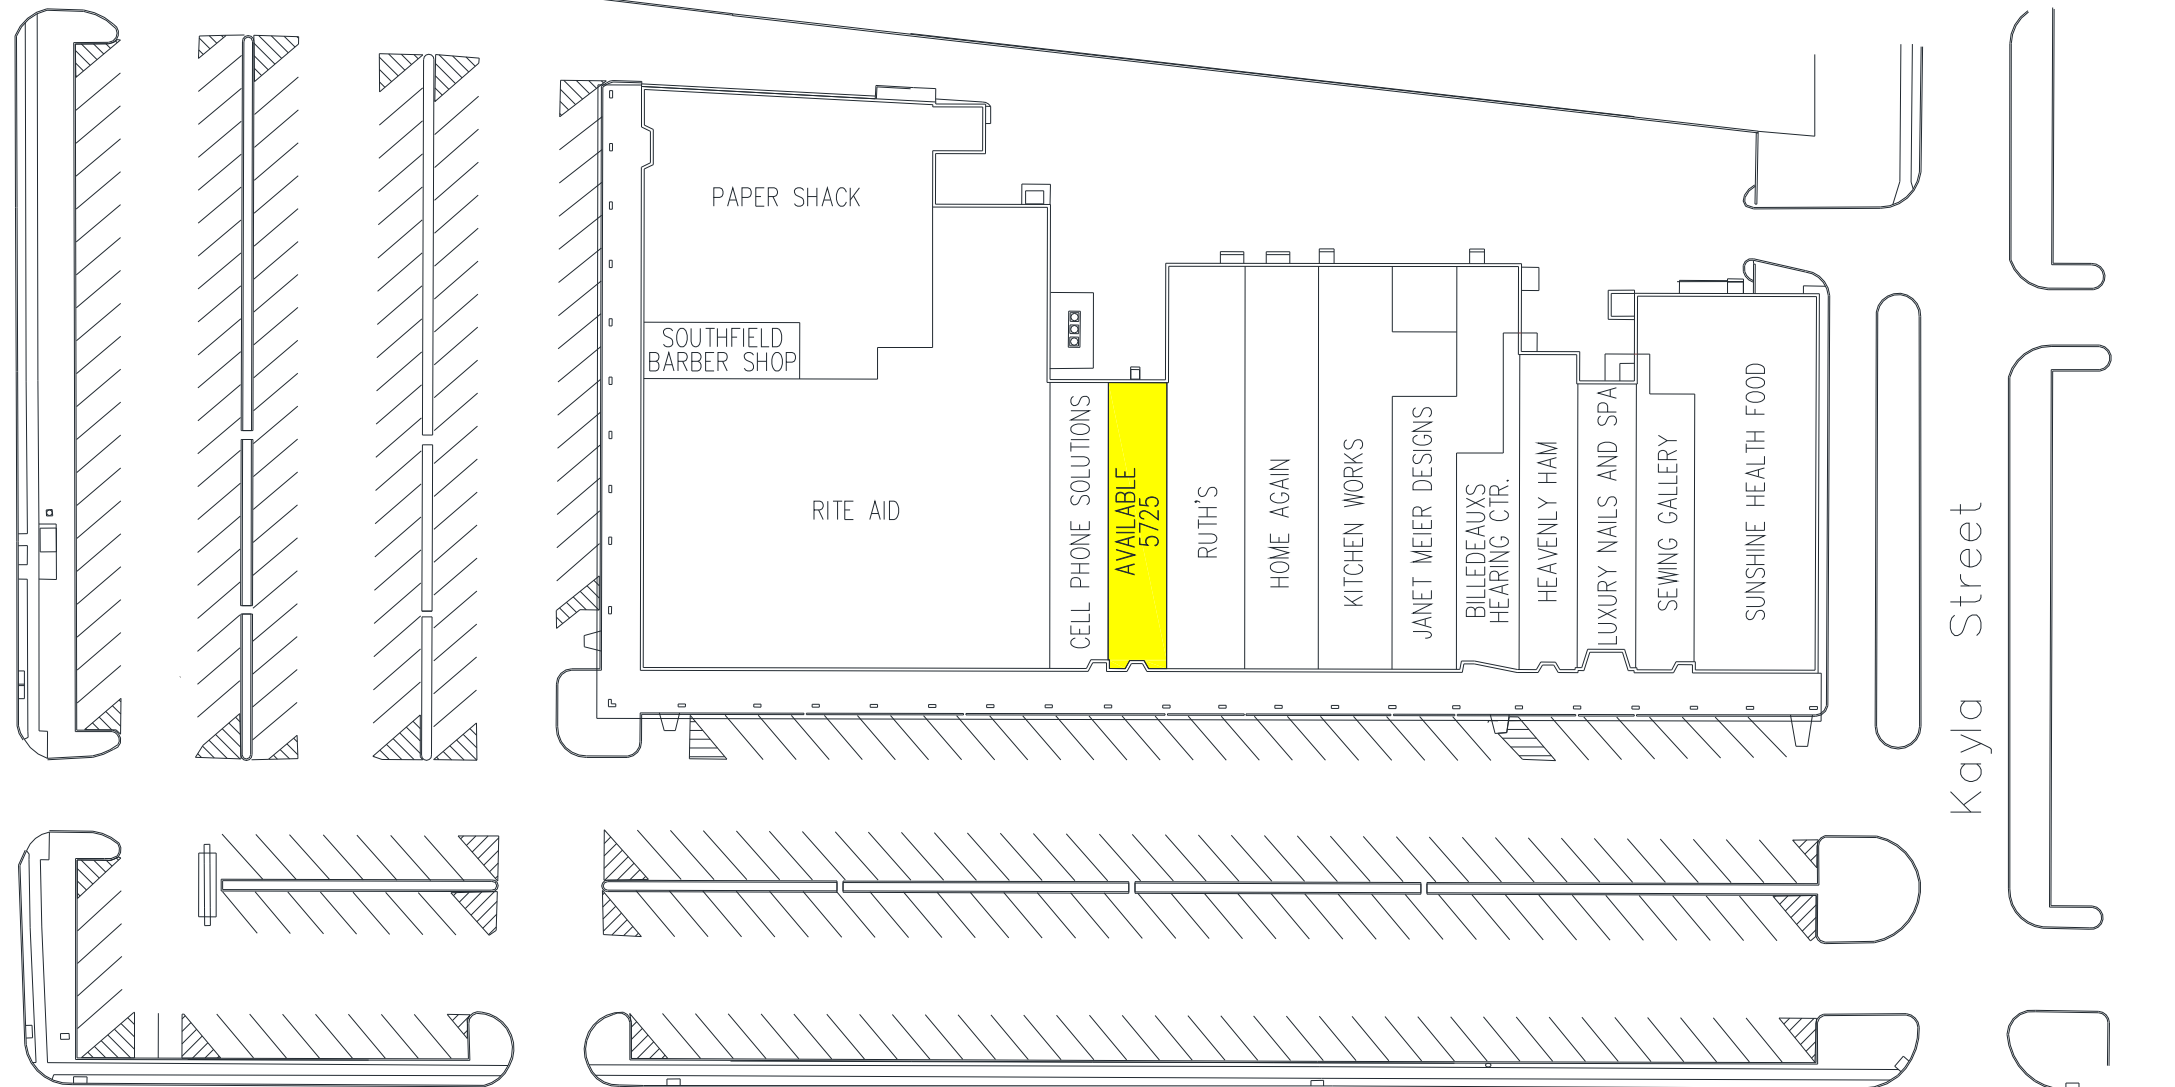 PAPER SHACK
SOUTHFIELD
BARBER SHOP
RITE AID
CELL PHONE SOLUTIONS
AVAILABLE
5725
RUTH'S
HOME AGAIN
KITCHEN WORKS
JANET MEIER DESIGNS
BILLEDEAUXS
HEARING CTR.
HEAVENLY HAM
LUXURY NAILS AND SPA
SEWING GALLERY
SUNSHINE HEALTH FOOD
Kayla Street